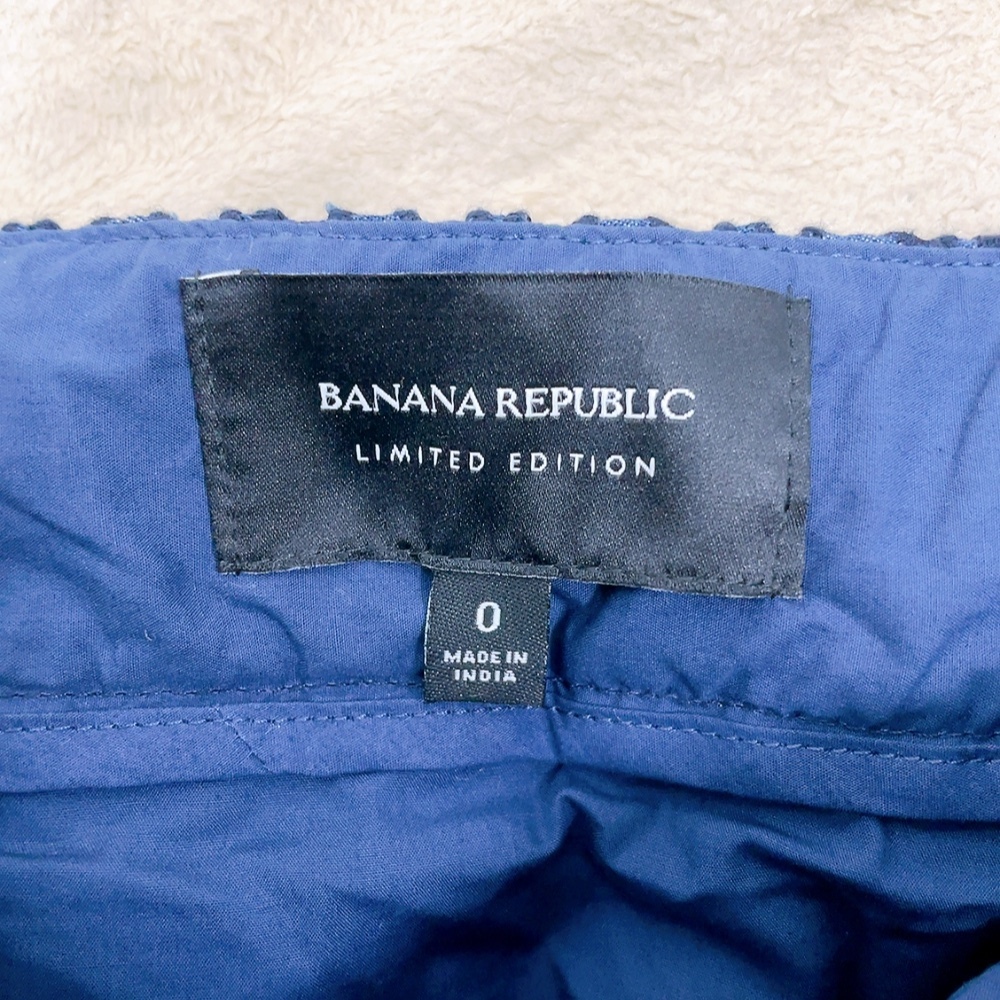 BANANA REPUBLIC
LIMITED EDITION
0
MADE IN
INDIA